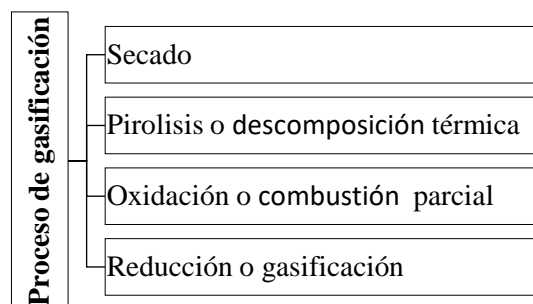 Proceso de gasificación
Secado
Pirolisis o descomposición térmica
Oxidación o combustión parcial
Reducción o gasificación